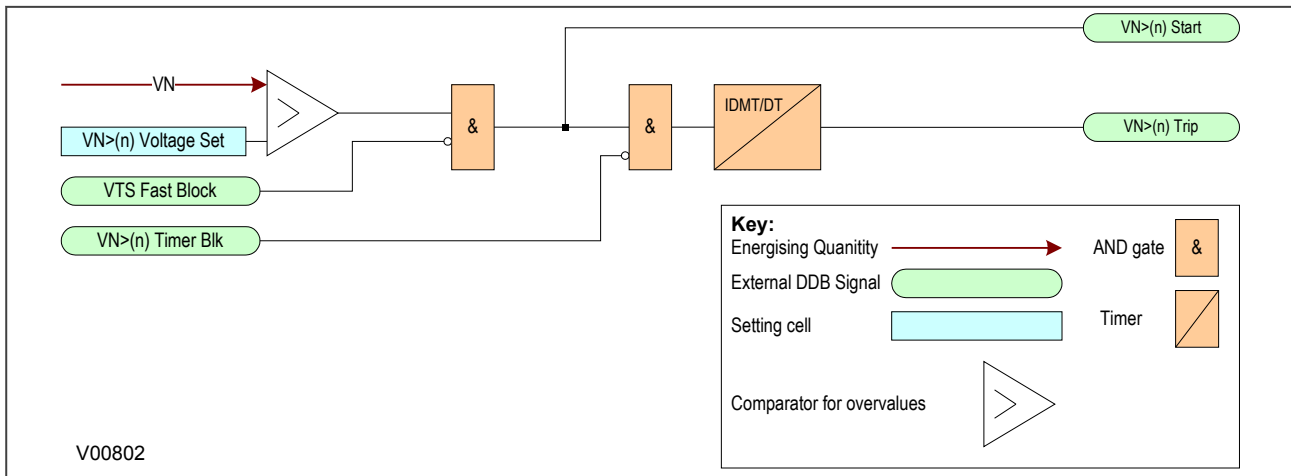 VN>(n) Start
VN
IDMT/DT
&
&
VN>(n) Trip
VN>(n) Voltage Set
VTS Fast Block
VN>(n) Timer Blk
Key:
Energising Quanitity
AND gate
&
External DDB Signal
Setting cell
Timer
Comparator for overvalues
V00802